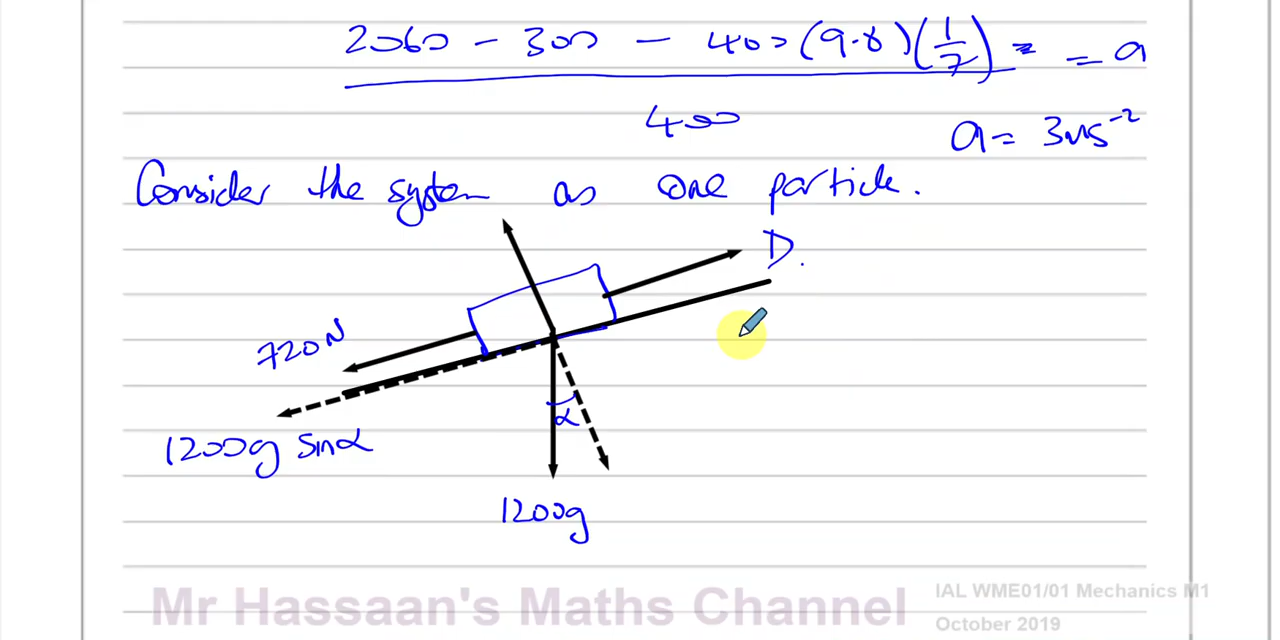 2060 - 300 - 400(9.8)(1/7) = a
400
a = 3ms⁻²
Consider the system as one particle.
D.
720N
α
1200g sinα
1200g
Mr Hassaan's Maths Channel
IAL WME01/01 Mechanics M1
October 2019